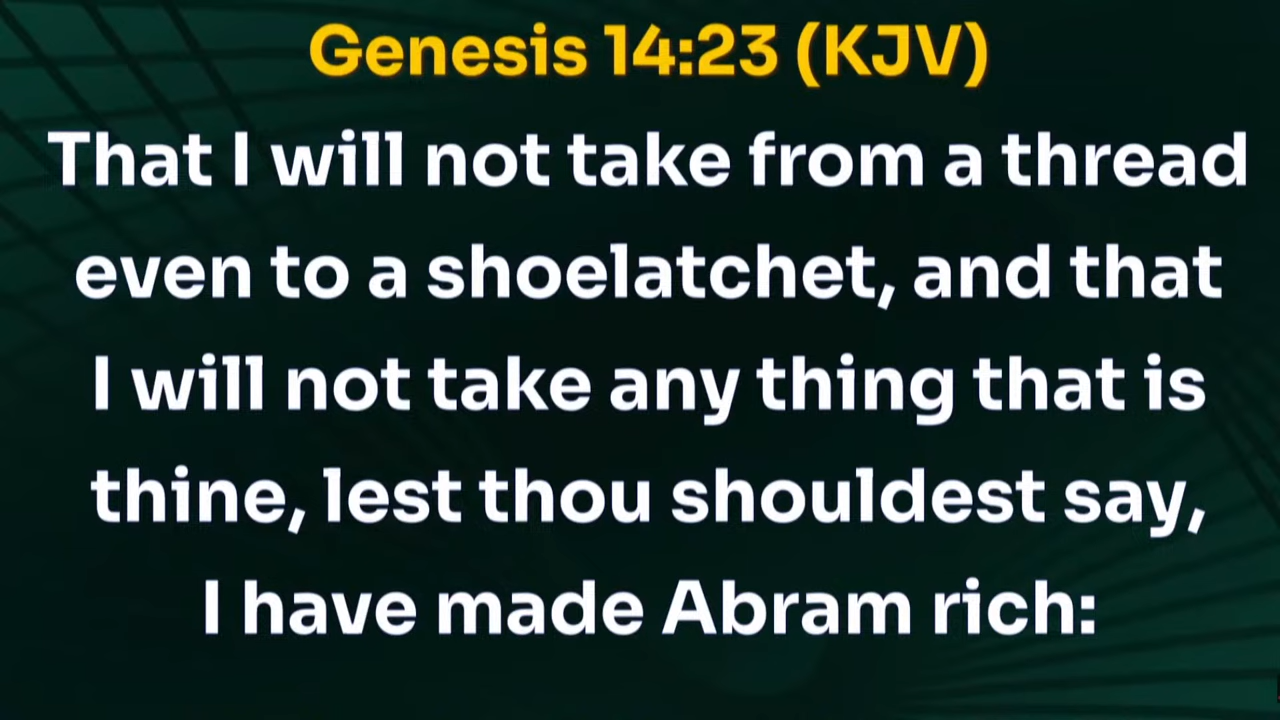 Genesis 14:23 (KJV)
That I will not take from a thread
even to a shoelatchet, and that
I will not take any thing that is
thine, lest thou shouldest say,
I have made Abram rich: